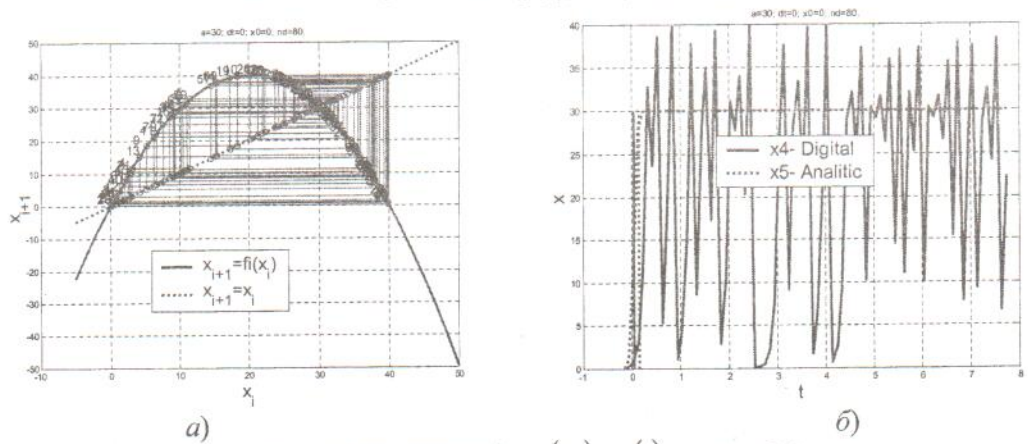 a=30; dt=0; x0=0; nd=80.
50
40
30
20
10
0
-10
-20
-30
-40
-50
x_{i+1}
x_{i+1}=fi(x_i)
x_{i+1}=x_i
-10 0 10 20 30 40 50
x_i
а)
a=30; dt=0; x0=0; nd=80.
40
35
30
25
20
15
10
5
0
x
x4- Digital
x5- Analitic
-1 0 1 2 3 4 5 6 7 8
t
б)